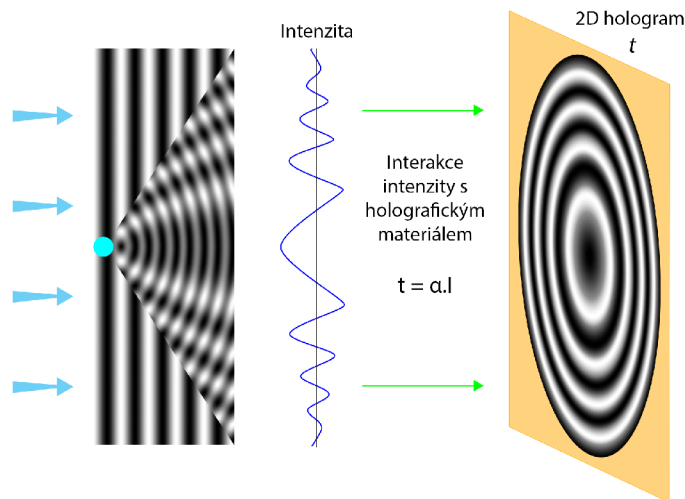 Intenzita
2D hologram
t
Interakce
intenzity s
holografickým
materiálem
t = α.I